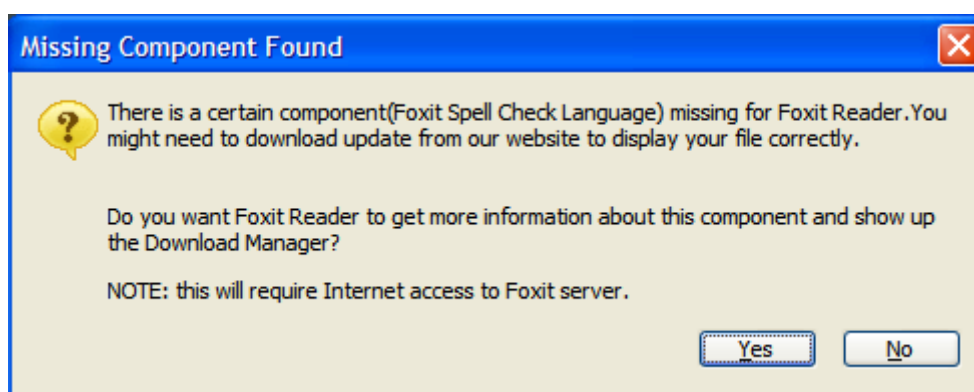 Missing Component Found
There is a certain component(Foxit Spell Check Language) missing for Foxit Reader.You
might need to download update from our website to display your file correctly.
Do you want Foxit Reader to get more information about this component and show up
the Download Manager?
NOTE: this will require Internet access to Foxit server.
Yes No